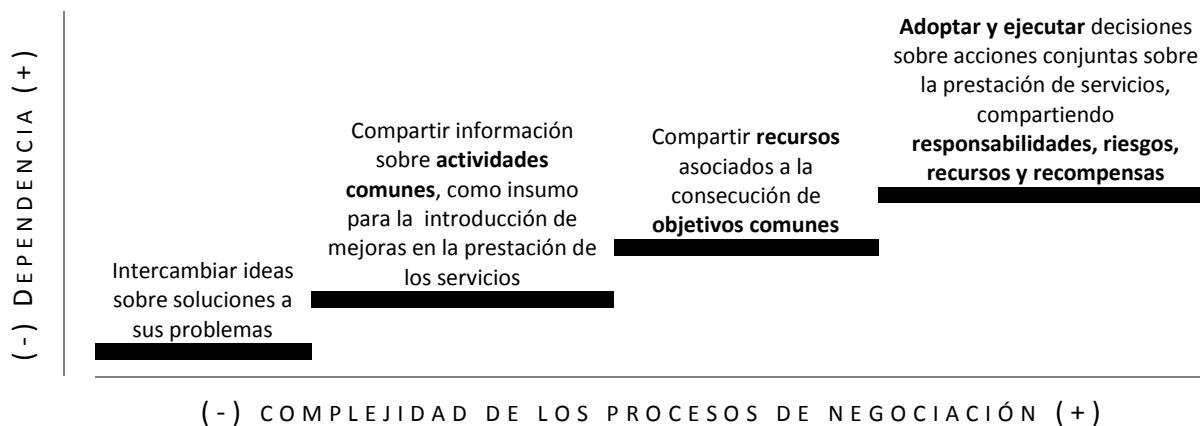 (-) DEPENDENCIA (+)
Intercambiar ideas
sobre soluciones a
sus problemas
Compartir información
sobre actividades
comunes, como insumo
para la introducción de
mejoras en la prestación de
los servicios
Compartir recursos
asociados a la
consecución de
objetivos comunes
Adoptar y ejecutar decisiones
sobre acciones conjuntas sobre
la prestación de servicios,
compartiendo
responsabilidades, riesgos,
recursos y recompensas
(-) COMPLEJIDAD DE LOS PROCESOS DE NEGOCIACIÓN (+)